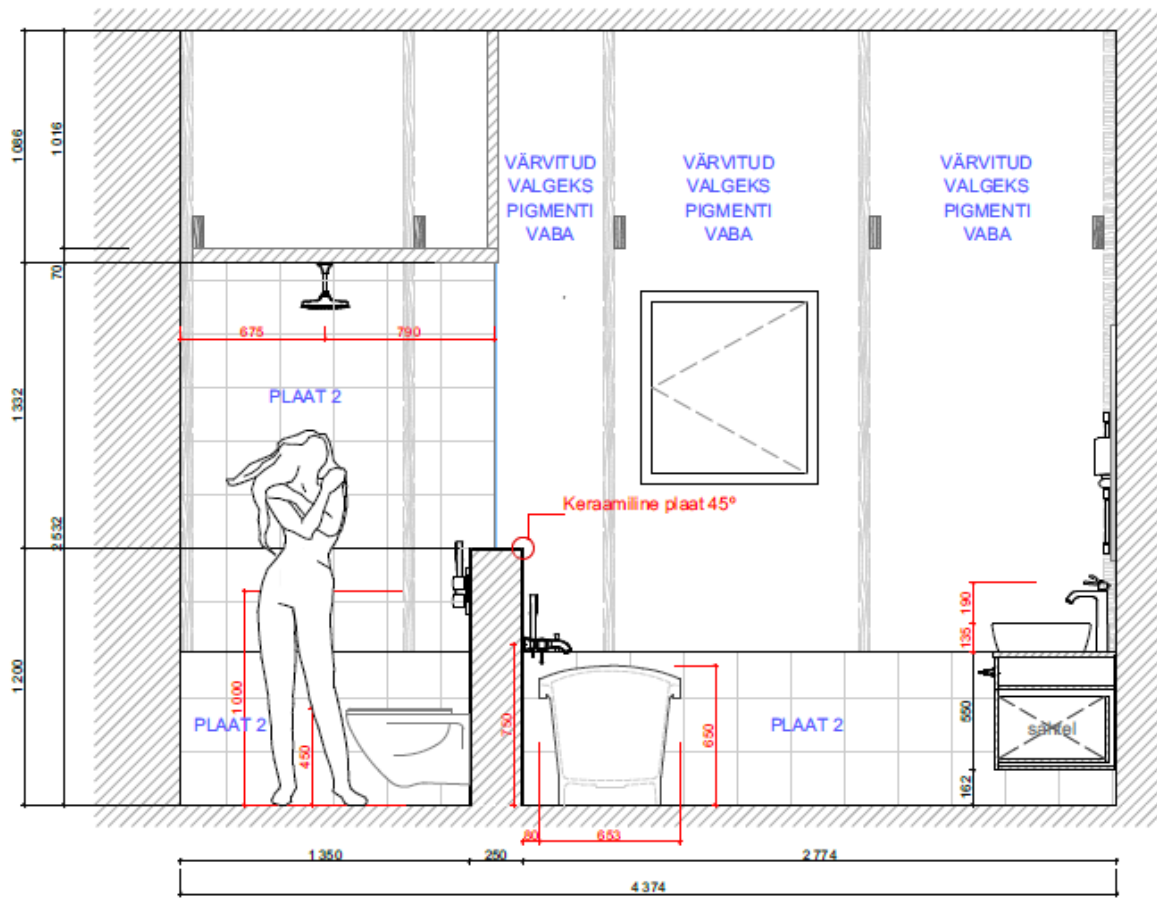 1 086
1 016
70
1 332
2 532
1 200
VÄRVITUD
VALGEKS
PIGMENTI
VABA
VÄRVITUD
VALGEKS
PIGMENTI
VABA
VÄRVITUD
VALGEKS
PIGMENTI
VABA
675
790
PLAAT 2
Keraamiline plaat 45º
190
135
550
162
sahtel
1 000
450
PLAAT 2
750
650
PLAAT 2
80
653
1 350
250
2 774
4 374